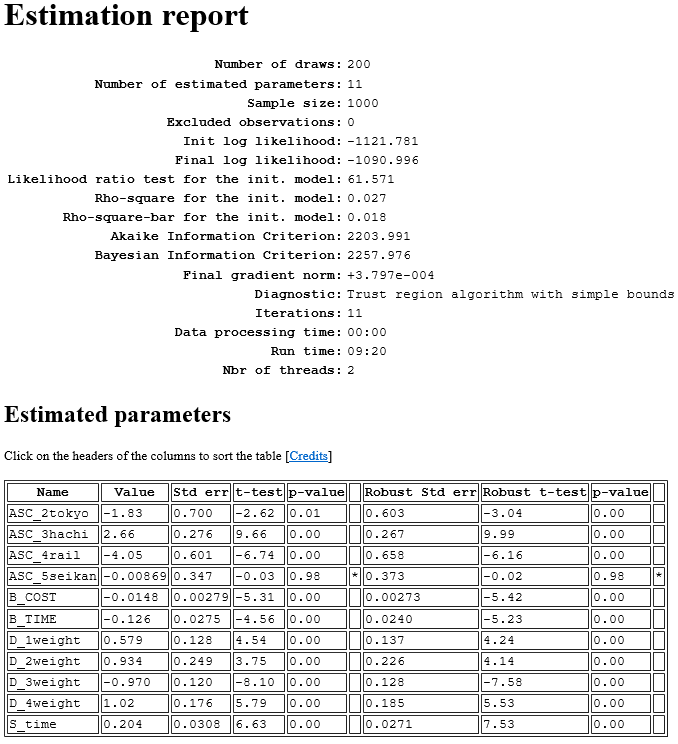 Estimation report
Number of draws: 200
Number of estimated parameters: 11
Sample size: 1000
Excluded observations: 0
Init log likelihood: -1121.781
Final log likelihood: -1090.996
Likelihood ratio test for the init. model: 61.571
Rho-square for the init. model: 0.027
Rho-square-bar for the init. model: 0.018
Akaike Information Criterion: 2203.991
Bayesian Information Criterion: 2257.976
Final gradient norm: +3.797e-004
Diagnostic: Trust region algorithm with simple bounds
Iterations: 11
Data processing time: 00:00
Run time: 09:20
Nbr of threads: 2
Estimated parameters
Click on the headers of the columns to sort the table [Credits]
Name Value Std err t-test p-value Robust Std err Robust t-test p-value
ASC_2tokyo -1.83 0.700 -2.62 0.01 0.603 -3.04 0.00
ASC_3hachi 2.66 0.276 9.66 0.00 0.267 9.99 0.00
ASC_4rail -4.05 0.601 -6.74 0.00 0.658 -6.16 0.00
ASC_5seikan -0.00869 0.347 -0.03 0.98 * 0.373 -0.02 0.98 *
B_COST -0.0148 0.00279 -5.31 0.00 0.00273 -5.42 0.00
B_TIME -0.126 0.0275 -4.56 0.00 0.0240 -5.23 0.00
D_1weight 0.579 0.128 4.54 0.00 0.137 4.24 0.00
D_2weight 0.934 0.249 3.75 0.00 0.226 4.14 0.00
D_3weight -0.970 0.120 -8.10 0.00 0.128 -7.58 0.00
D_4weight 1.02 0.176 5.79 0.00 0.185 5.53 0.00
S_time 0.204 0.0308 6.63 0.00 0.0271 7.53 0.00